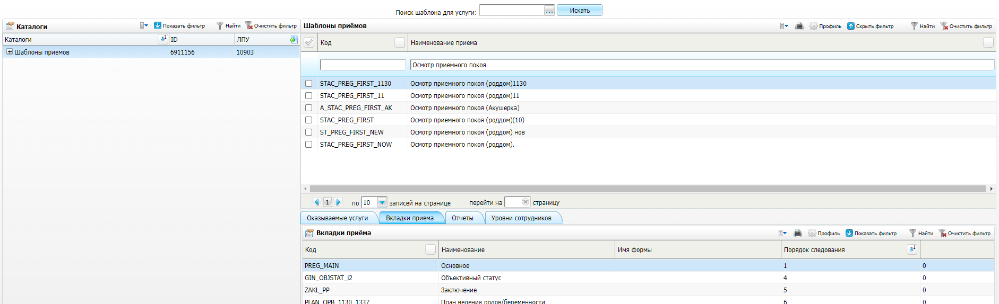 Поиск шаблона для услуги: ... Искать
Каталоги Показать фильтр Найти Очистить фильтр
Каталоги 1 ID ЛПУ
Шаблоны приемов 6911156 10903
Шаблоны приёмов Профиль Скрыть фильтр Найти Очистить фильтр
Код Наименование приема
Осмотр приемного покоя
STAC_PREG_FIRST_1130 Осмотр приемного покоя (роддом)1130
STAC_PREG_FIRST_11 Осмотр приемного покоя (роддом)11
A_STAC_PREG_FIRST_AK Осмотр приемного покоя (Акушерка)
STAC_PREG_FIRST Осмотр приемного покоя (роддом)(10)
ST_PREG_FIRST_NEW Осмотр приемного покоя (роддом) нов
STAC_PREG_FIRST_NOW Осмотр приемного покоя (роддом).
1 по 10 записей на странице перейти на страницу
Оказываемые услуги Вкладки приема Отчеты Уровни сотрудников
Вкладки приёма Профиль Показать фильтр Найти Очистить фильтр
Код Наименование Имя формы Порядок следования 1
PREG_MAIN Основное 1 0
GIN_OBJSTAT_i2 Объективный статус 4 0
ZAKL_PP Заключение 5 0
PLAN_OPB_1130_1337 План ведения родов/беременности 6 0